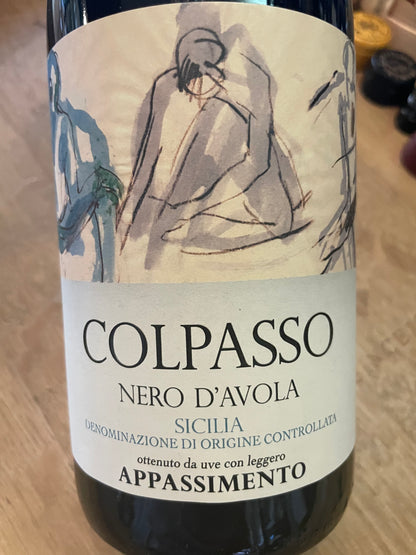 COLPASSO
NERO D'AVOLA
SICILIA
DENOMINAZIONE DI ORIGINE CONTROLLATA
ottenuto da uve con leggero
APPASSIMENTO